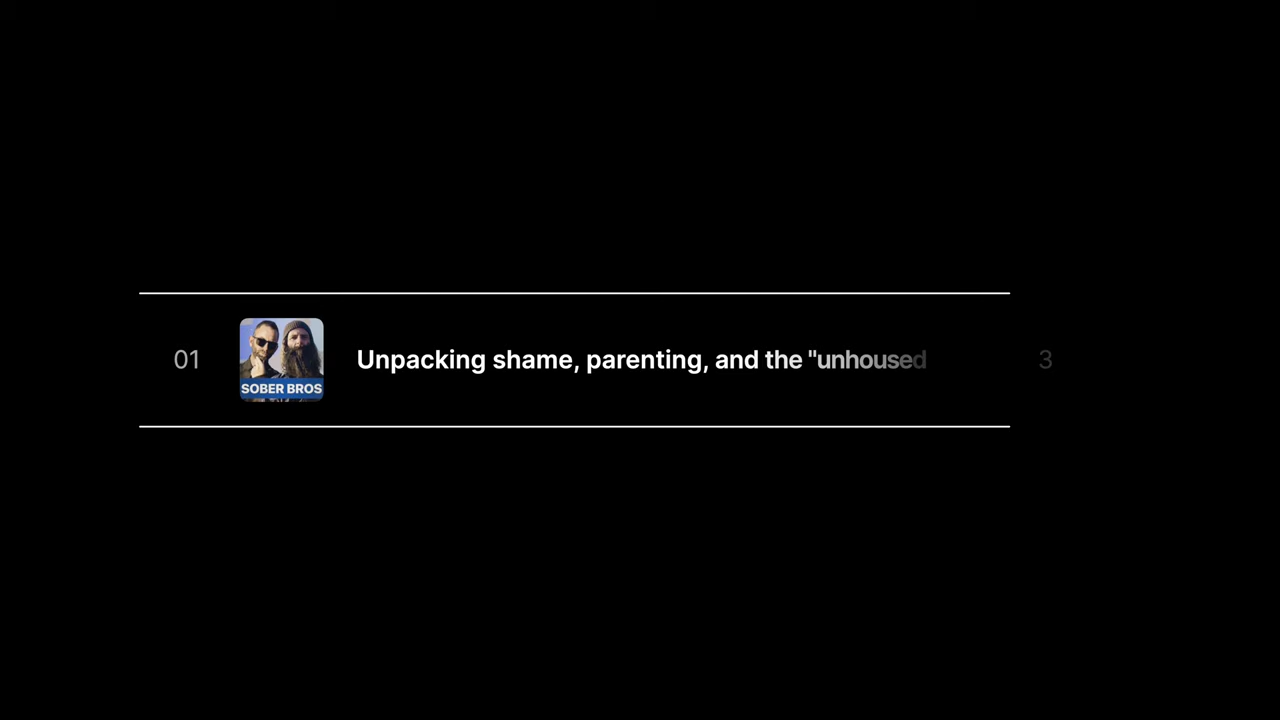 01
SOBER BROS
Unpacking shame, parenting, and the "unhoused
3